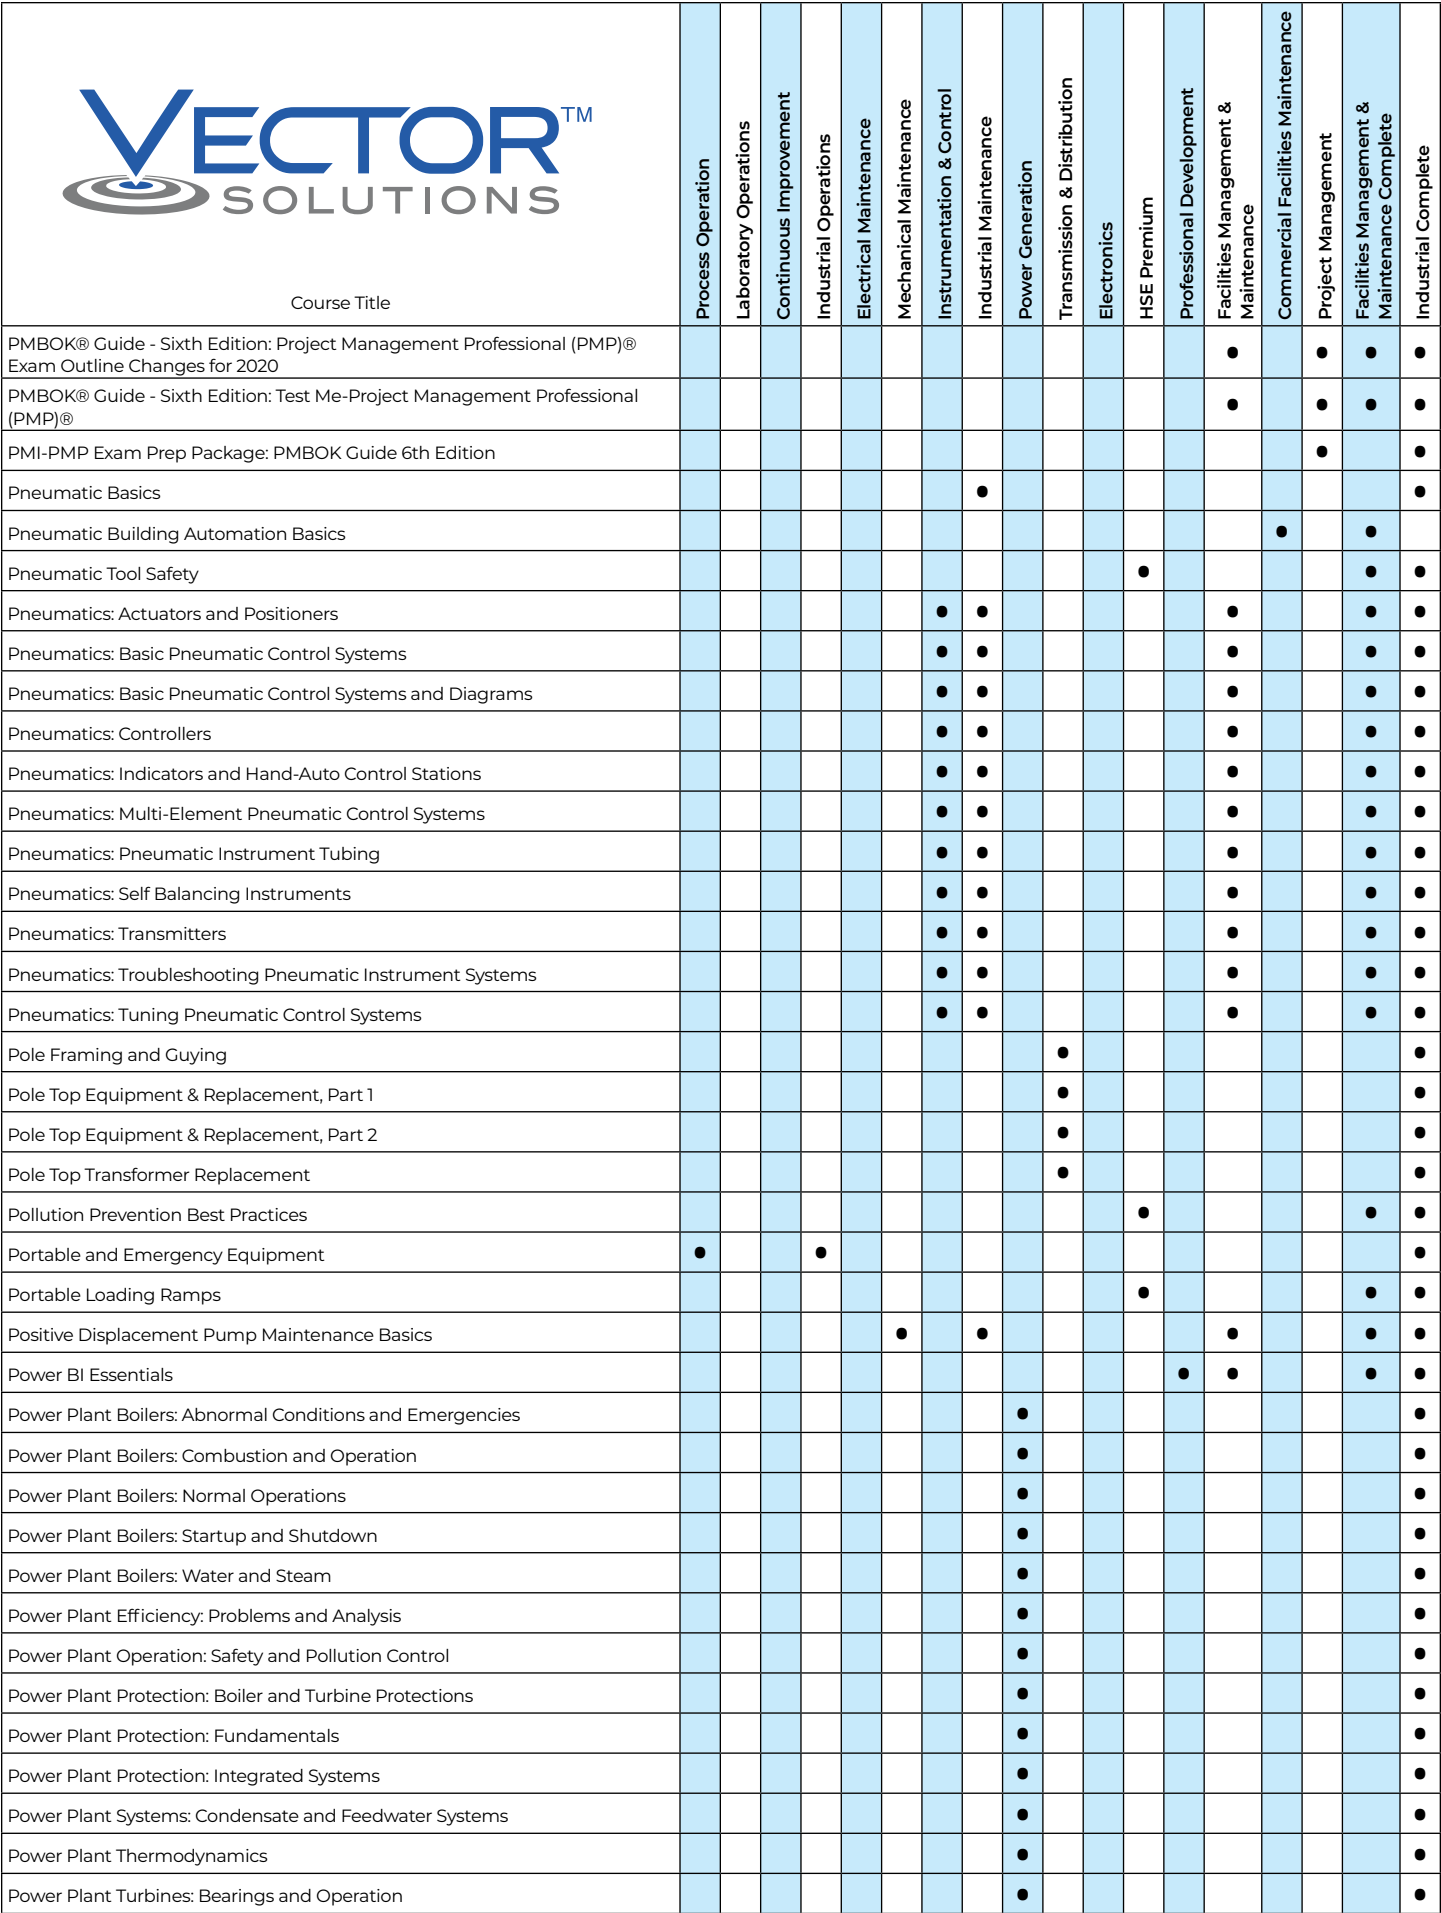 VECTOR™
SOLUTIONS
Course Title
Process Operation
Laboratory Operations
Continuous Improvement
Industrial Operations
Electrical Maintenance
Mechanical Maintenance
Instrumentation & Control
Industrial Maintenance
Power Generation
Transmission & Distribution
Electronics
HSE Premium
Professional Development
Facilities Management &
Maintenance
Commercial Facilities Maintenance
Project Management
Facilities Management &
Maintenance Complete
Industrial Complete
PMBOK® Guide - Sixth Edition: Project Management Professional (PMP)®
Exam Outline Changes for 2020
• • • •
PMBOK® Guide - Sixth Edition: Test Me-Project Management Professional
(PMP)®
• • • •
PMI-PMP Exam Prep Package: PMBOK Guide 6th Edition • •
Pneumatic Basics • •
Pneumatic Building Automation Basics • •
Pneumatic Tool Safety • • •
Pneumatics: Actuators and Positioners • • • • •
Pneumatics: Basic Pneumatic Control Systems • • • • •
Pneumatics: Basic Pneumatic Control Systems and Diagrams • • • • •
Pneumatics: Controllers • • • • •
Pneumatics: Indicators and Hand-Auto Control Stations • • • • •
Pneumatics: Multi-Element Pneumatic Control Systems • • • • •
Pneumatics: Pneumatic Instrument Tubing • • • • •
Pneumatics: Self Balancing Instruments • • • • •
Pneumatics: Transmitters • • • • •
Pneumatics: Troubleshooting Pneumatic Instrument Systems • • • • •
Pneumatics: Tuning Pneumatic Control Systems • • • • •
Pole Framing and Guying • •
Pole Top Equipment & Replacement, Part 1 • •
Pole Top Equipment & Replacement, Part 2 • •
Pole Top Transformer Replacement • •
Pollution Prevention Best Practices • • •
Portable and Emergency Equipment • • •
Portable Loading Ramps • • •
Positive Displacement Pump Maintenance Basics • • • • •
Power BI Essentials • • • •
Power Plant Boilers: Abnormal Conditions and Emergencies • •
Power Plant Boilers: Combustion and Operation • •
Power Plant Boilers: Normal Operations • •
Power Plant Boilers: Startup and Shutdown • •
Power Plant Boilers: Water and Steam • •
Power Plant Efficiency: Problems and Analysis • •
Power Plant Operation: Safety and Pollution Control • •
Power Plant Protection: Boiler and Turbine Protections • •
Power Plant Protection: Fundamentals • •
Power Plant Protection: Integrated Systems • •
Power Plant Systems: Condensate and Feedwater Systems • •
Power Plant Thermodynamics • •
Power Plant Turbines: Bearings and Operation • •